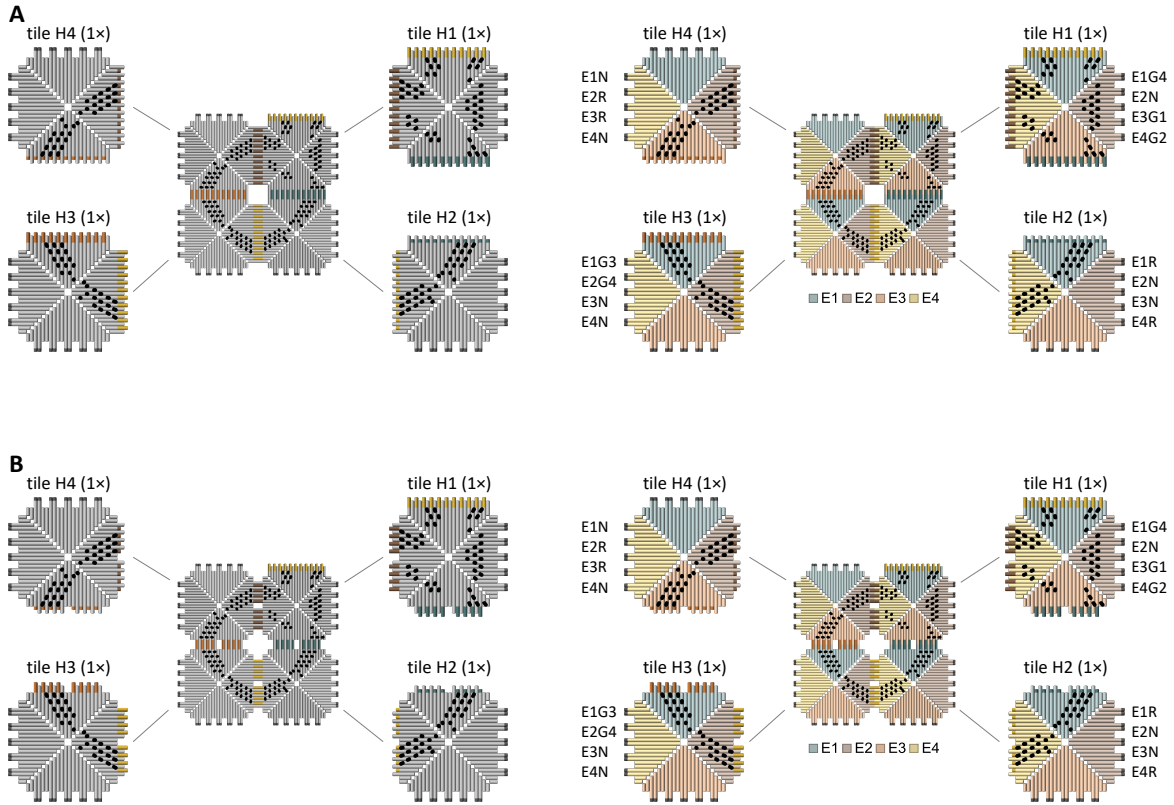 A
tile H4 (1×)
tile H1 (1×)
tile H4 (1×)
tile H1 (1×)
E1N
E2R
E3R
E4N
E1G4
E2N
E3G1
E4G2
tile H3 (1×)
tile H2 (1×)
tile H3 (1×)
tile H2 (1×)
E1G3
E2G4
E3N
E4N
E1R
E2N
E3N
E4R
E1 E2 E3 E4
B
tile H4 (1×)
tile H1 (1×)
tile H4 (1×)
tile H1 (1×)
E1N
E2R
E3R
E4N
E1G4
E2N
E3G1
E4G2
tile H3 (1×)
tile H2 (1×)
tile H3 (1×)
tile H2 (1×)
E1G3
E2G4
E3N
E4N
E1R
E2N
E3N
E4R
E1 E2 E3 E4